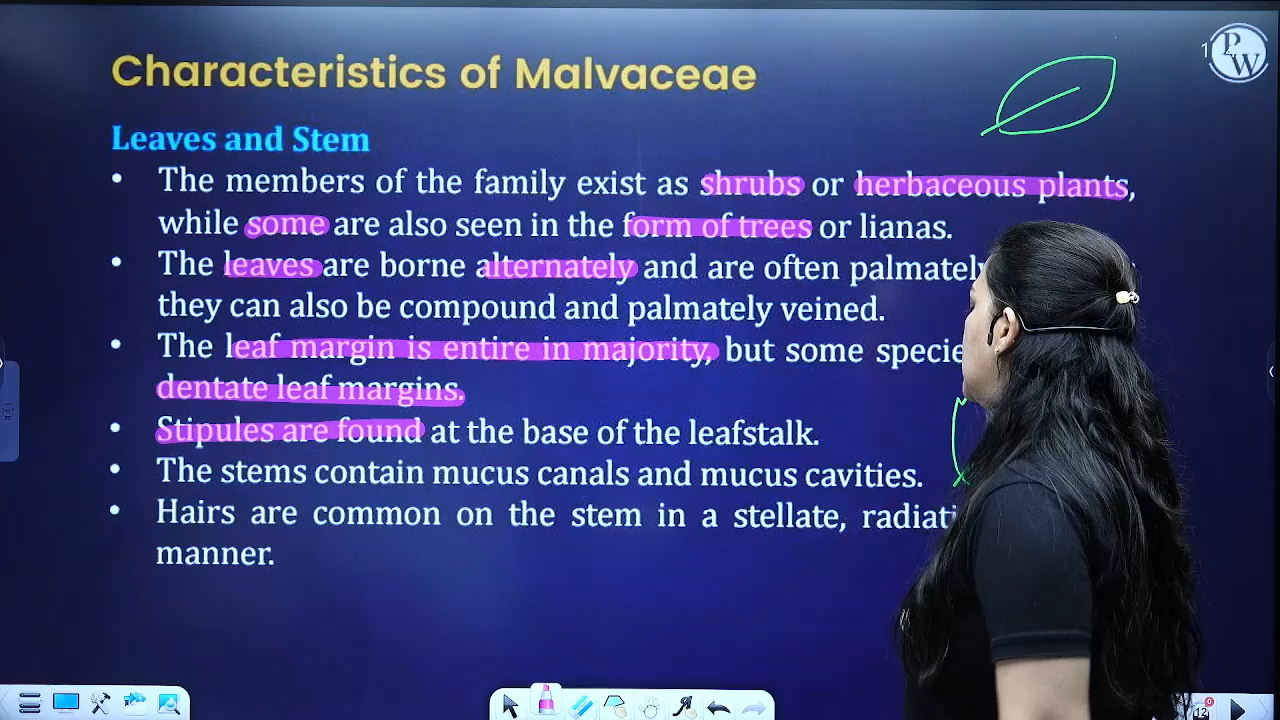 Characteristics of Malvaceae
PW
1
Leaves and Stem
• The members of the family exist as shrubs or herbaceous plants,
while some are also seen in the form of trees or lianas.
• The leaves are borne alternately and are often palmately
they can also be compound and palmately veined.
• The leaf margin is entire in majority, but some
dentate leaf margins.
• Stipules are found at the base of the leafstalk.
• The stems contain mucus canals and mucus cavities.
• Hairs are common on the stem in a stellate,
manner.
12
0